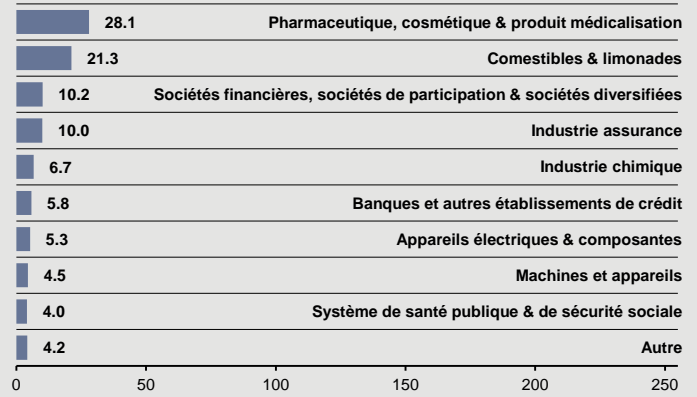 28.1 Pharmaceutique, cosmétique & produit médicalisation
21.3 Comestibles & limonades
10.2 Sociétés financières, sociétés de participation & sociétés diversifiées
10.0 Industrie assurance
6.7 Industrie chimique
5.8 Banques et autres établissements de crédit
5.3 Appareils électriques & composantes
4.5 Machines et appareils
4.0 Système de santé publique & de sécurité sociale
4.2 Autre
0 50 100 150 200 250